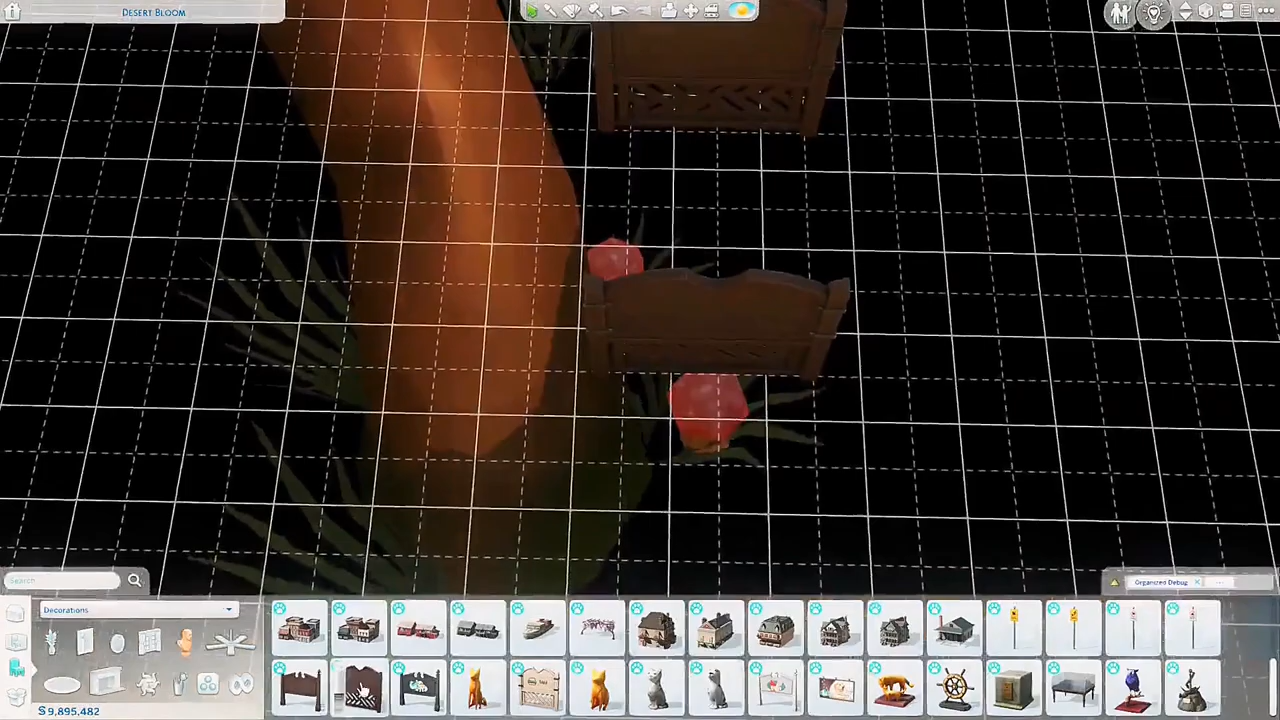 Desert Bloom
Search
Organized Debug
Decorations
$9,895,482